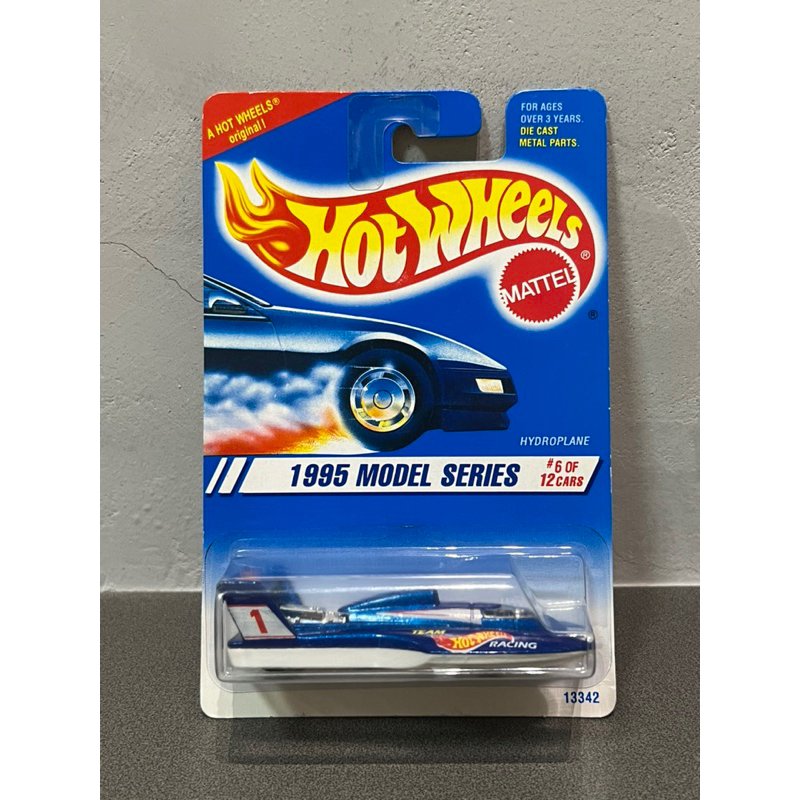 A HOT WHEELS®
original!
FOR AGES
OVER 3 YEARS.
DIE CAST
METAL PARTS.
HOT WHEELS®
MATTEL®
HYDROPLANE
1995 MODEL SERIES
#6 OF
12 CARS
1
TEAM
HOT WHEELS
RACING
13342